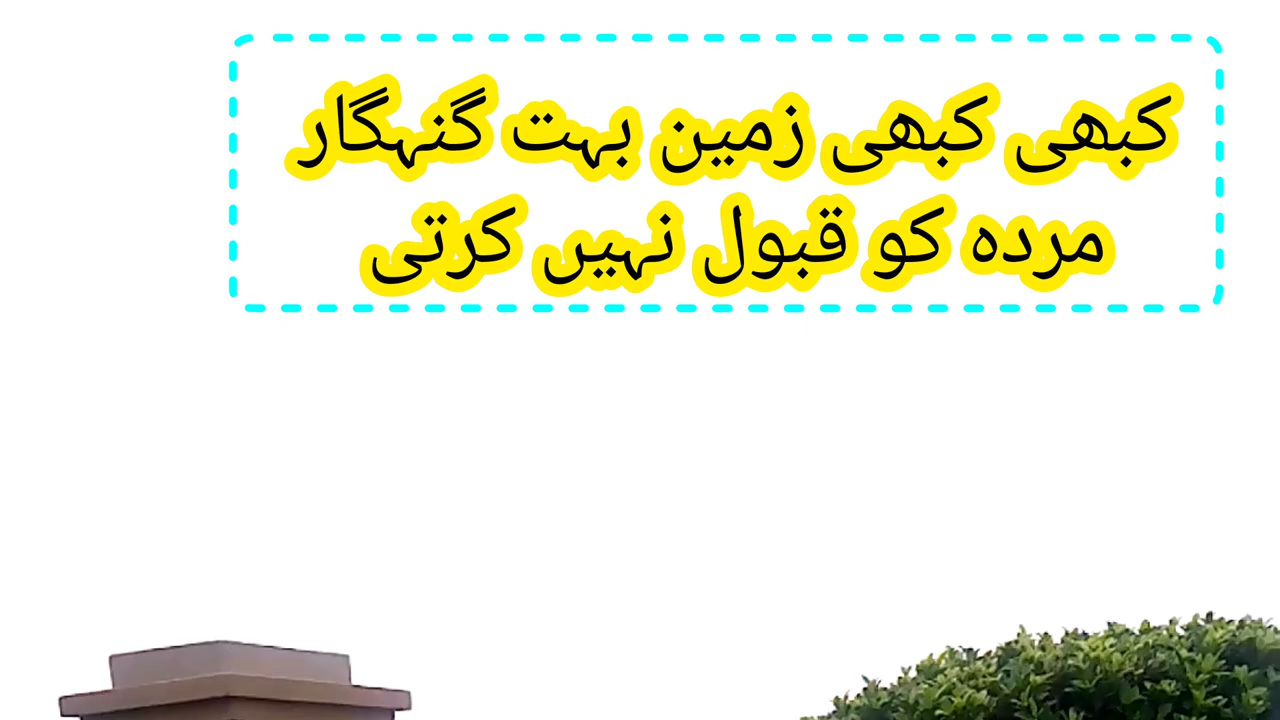 کبھی کبھی زمین بہت گنہگار
مردہ کو قبول نہیں کرتی